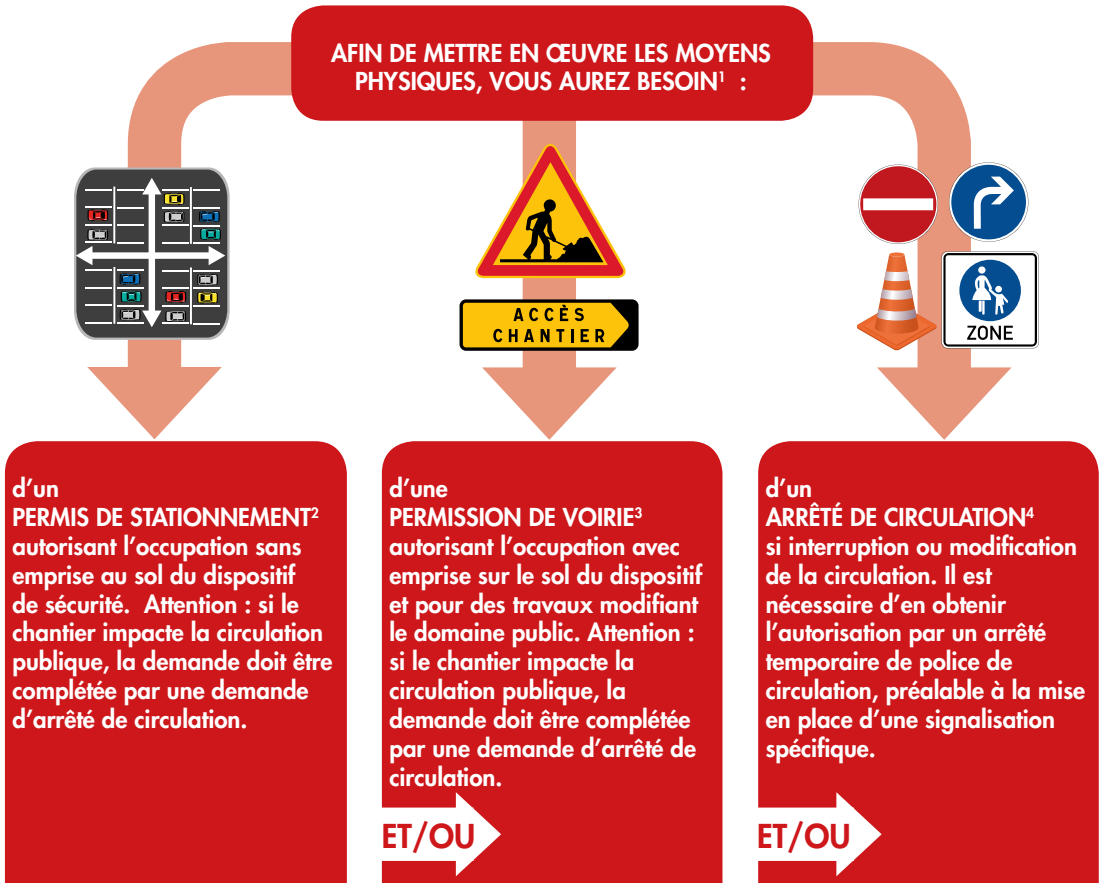 AFIN DE METTRE EN ŒUVRE LES MOYENS
PHYSIQUES, VOUS AUREZ BESOIN¹ :
ACCÈS
CHANTIER
ZONE
d’un
PERMIS DE STATIONNEMENT²
autorisant l’occupation sans
emprise au sol du dispositif
de sécurité. Attention : si le
chantier impacte la circulation
publique, la demande doit être
complétée par une demande
d’arrêté de circulation.
d’une
PERMISSION DE VOIRIE³
autorisant l’occupation avec
emprise sur le sol du dispositif
et pour des travaux modifiant
le domaine public. Attention :
si le chantier impacte la
circulation publique, la
demande doit être complétée
par une demande d’arrêté de
circulation.
ET/OU
d’un
ARRÊTÉ DE CIRCULATION⁴
si interruption ou modification
de la circulation. Il est
nécessaire d’en obtenir
l’autorisation par un arrêté
temporaire de police de
circulation, préalable à la mise
en place d’une signalisation
spécifique.
ET/OU